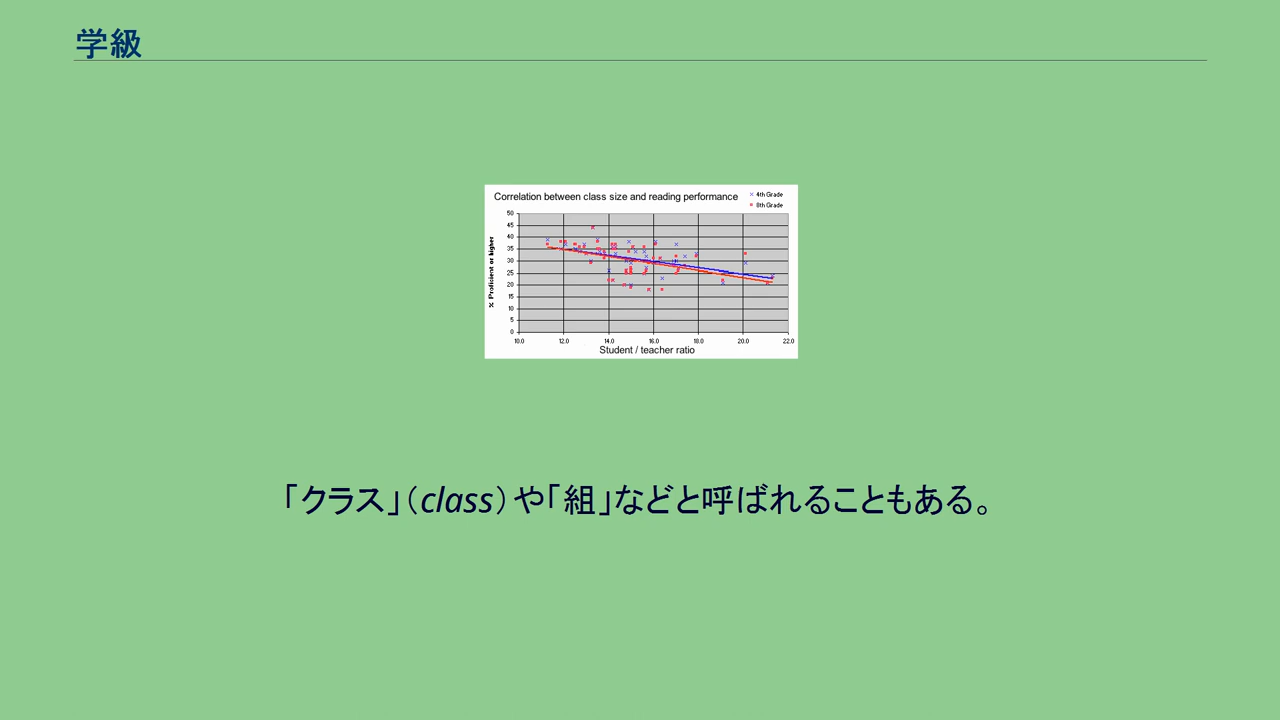 学級
Correlation between class size and reading performance
4th Grade
8th Grade
% Proficient or higher
50
45
40
35
30
25
20
15
10
5
0
10.0 12.0 14.0 16.0 18.0 20.0 22.0
Student / teacher ratio
「クラス」（class）や「組」などと呼ばれることもある。